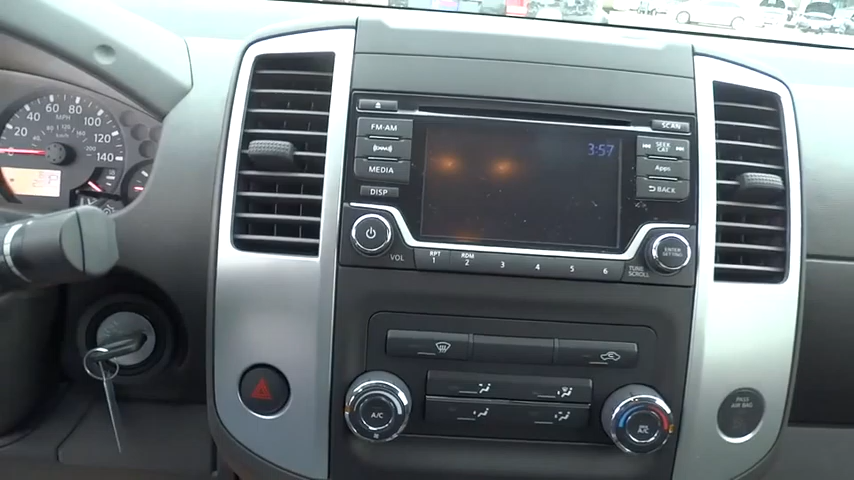 SCAN
FM·AM
MEDIA
DISP
3:57
SEEK
CAT
Apps
BACK
VOL
RPT
1
RDM
2
3
4
5
6
TUNE
SCROLL
ENTER
SETTING
A/C
A/C
PASS
AIR BAG
20
40
60
80
100
120
140
MPH